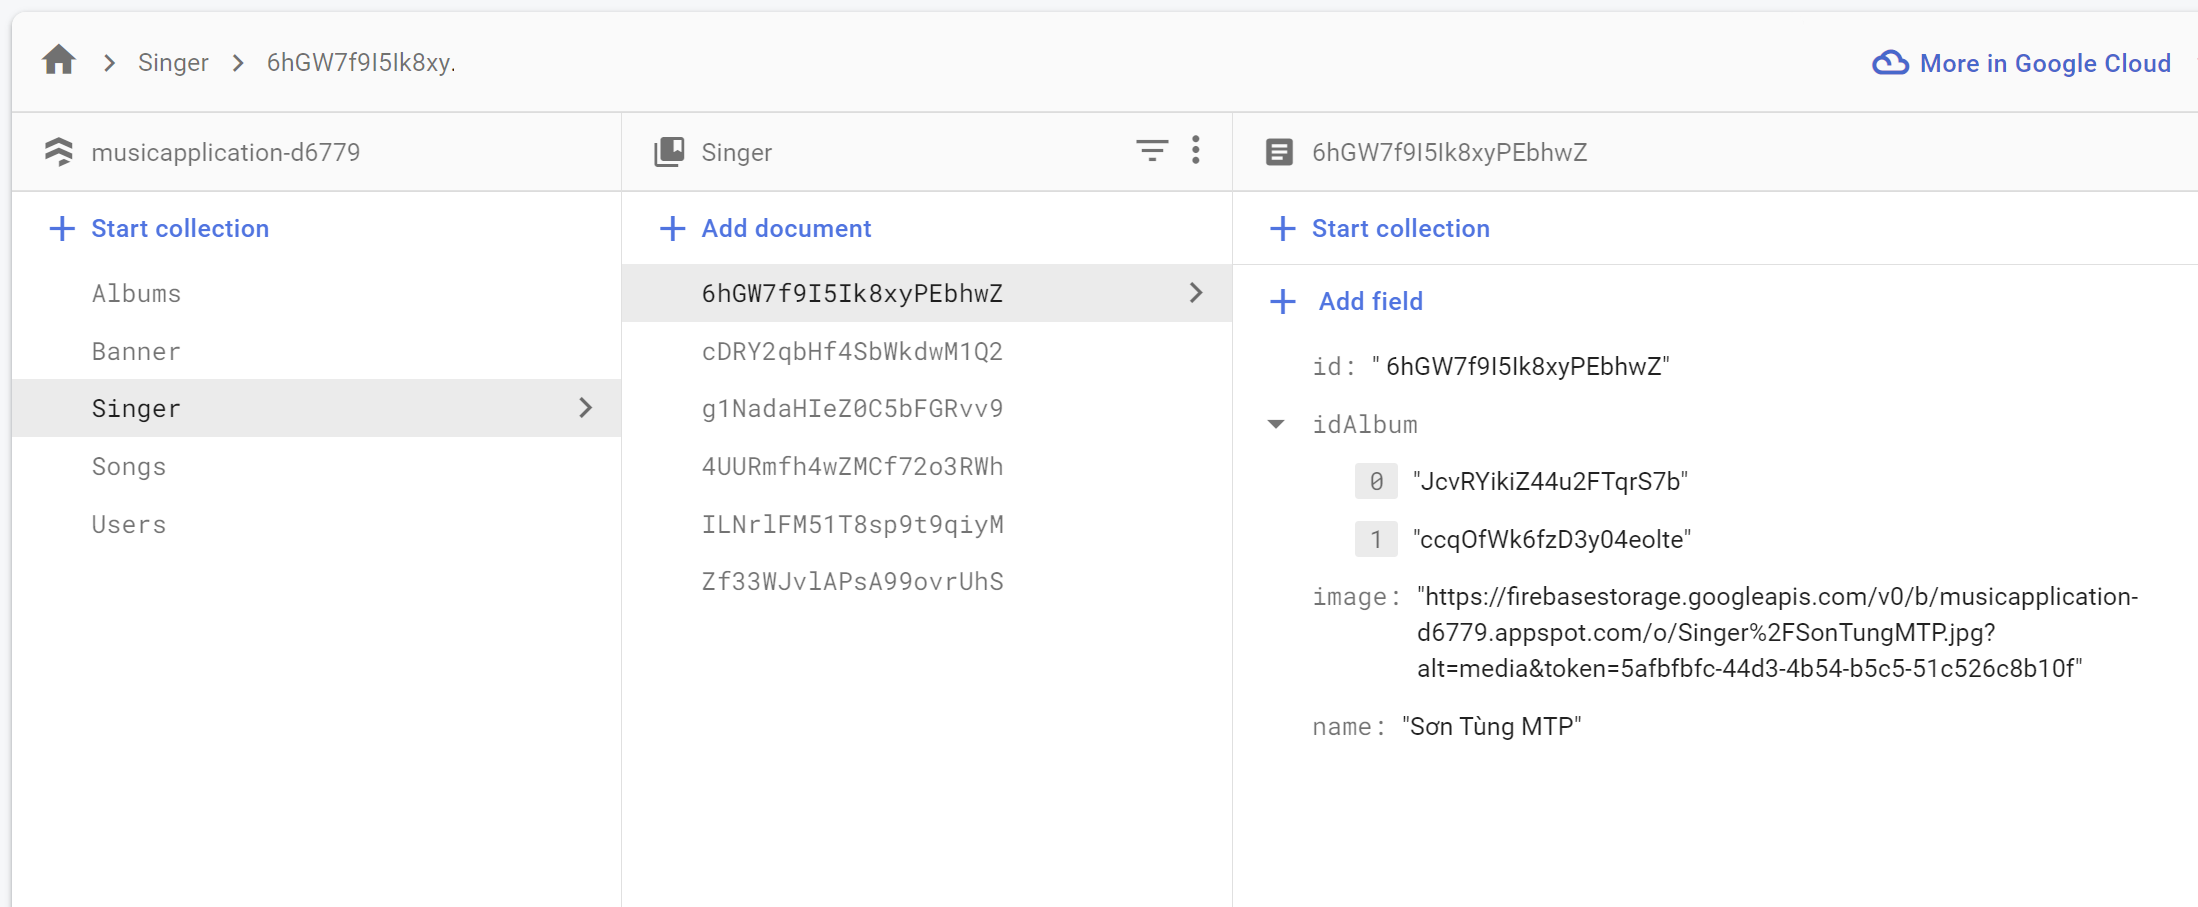 Singer
6hGW7f9I5Ik8xy.
More in Google Cloud
musicapplication-d6779
Start collection
Albums
Banner
Singer
Songs
Users
Singer
Add document
6hGW7f9I5Ik8xyPEbhwZ
cDRY2qbHf4SbWkdwM1Q2
g1NadaHIeZ0C5bFGRvv9
4UURmfh4wZMCf72o3RWh
ILNrlFM51T8sp9t9qiyM
Zf33WJvlAPsA99ovrUhS
6hGW7f9I5Ik8xyPEbhwZ
Start collection
Add field
id: " 6hGW7f9I5Ik8xyPEbhwZ"
idAlbum
0 "JcvRYikiZ44u2FTqrS7b"
1 "ccqOfWk6fzD3y04eoIte"
image: "https://firebasestorage.googleapis.com/v0/b/musicapplication-
d6779.appspot.com/o/Singer%2FSonTungMTP.jpg?
alt=media&token=5afbfbfc-44d3-4b54-b5c5-51c526c8b10f"
name: "Sơn Tùng MTP"